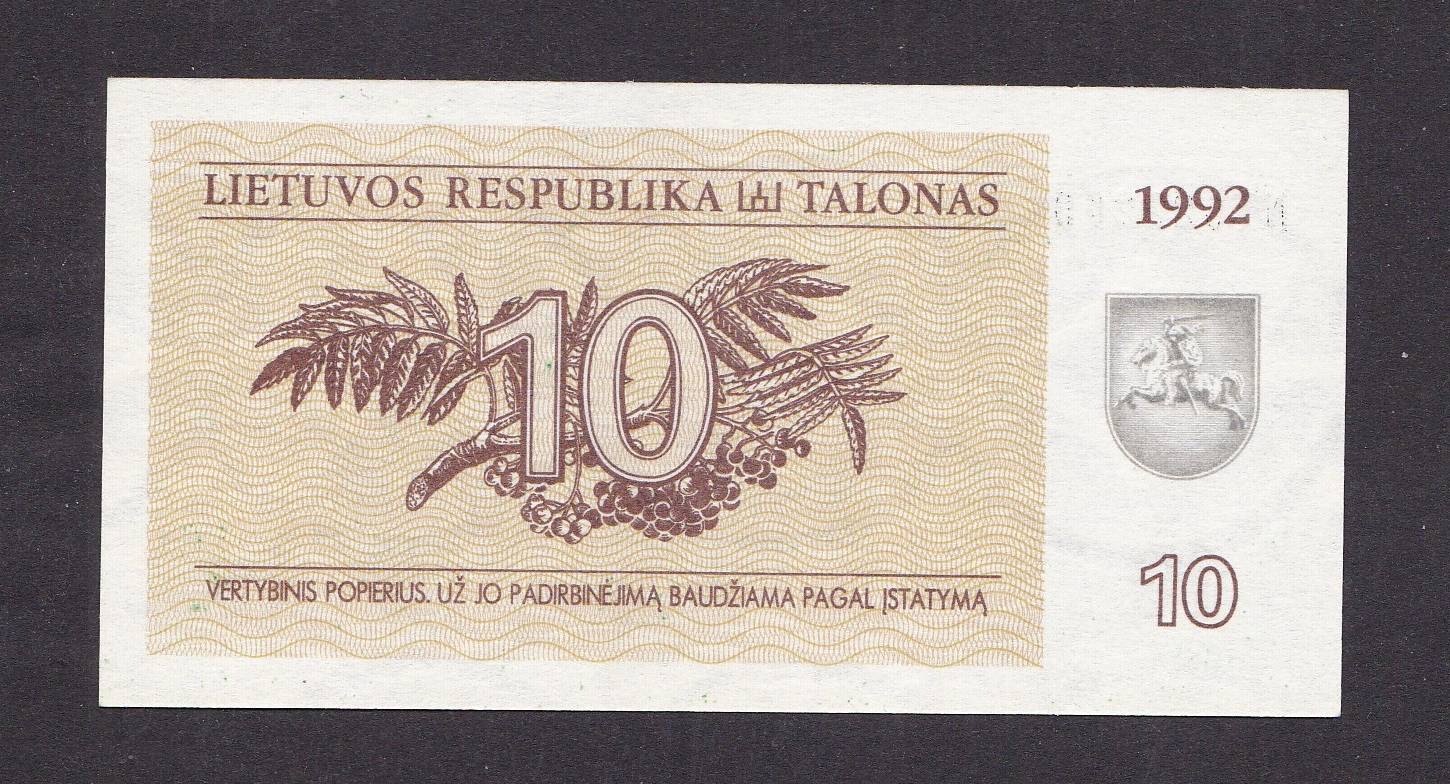 LIETUVOS RESPUBLIKA TALONAS
1992
10
VERTYBINIS POPIERIUS. UŽ JO PADIRBINĖJIMĄ BAUDŽIAMA PAGAL ĮSTATYMĄ
10